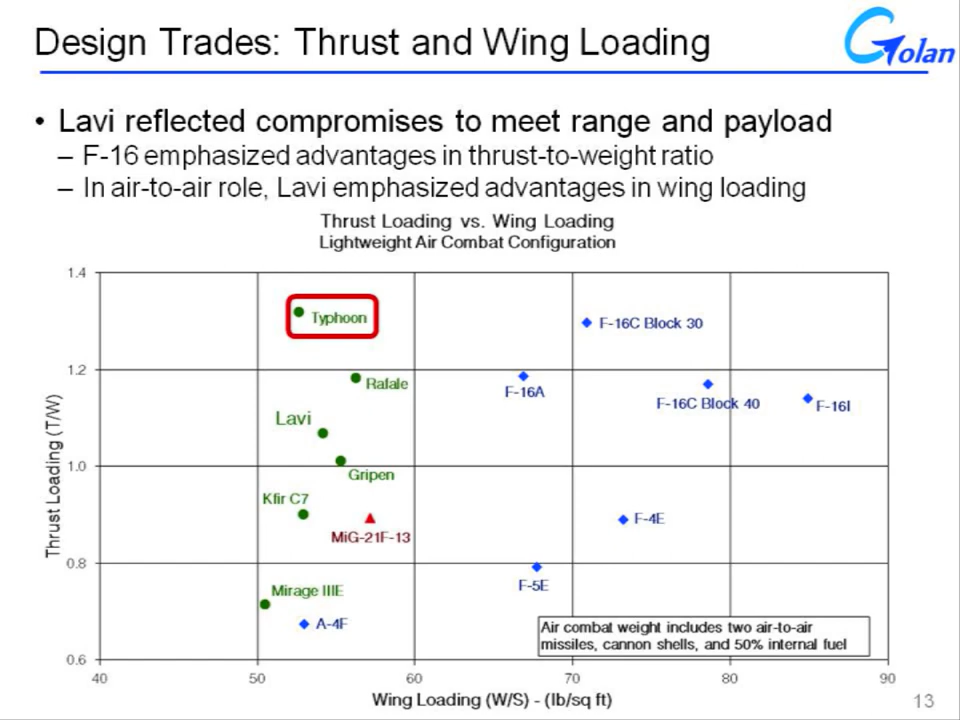 Design Trades: Thrust and Wing Loading
Golan
• Lavi reflected compromises to meet range and payload
– F-16 emphasized advantages in thrust-to-weight ratio
– In air-to-air role, Lavi emphasized advantages in wing loading
Thrust Loading vs. Wing Loading
Lightweight Air Combat Configuration
Thrust Loading (T/W)
1.4
1.2
1.0
0.8
0.6
Typhoon
F-16C Block 30
Rafale
F-16A
F-16C Block 40
F-16I
Lavi
Gripen
Kfir C7
MiG-21F-13
F-4E
F-5E
Mirage IIIE
A-4F
Air combat weight includes two air-to-air
missiles, cannon shells, and 50% internal fuel
40 50 60 70 80 90
Wing Loading (W/S) - (lb/sq ft)
13